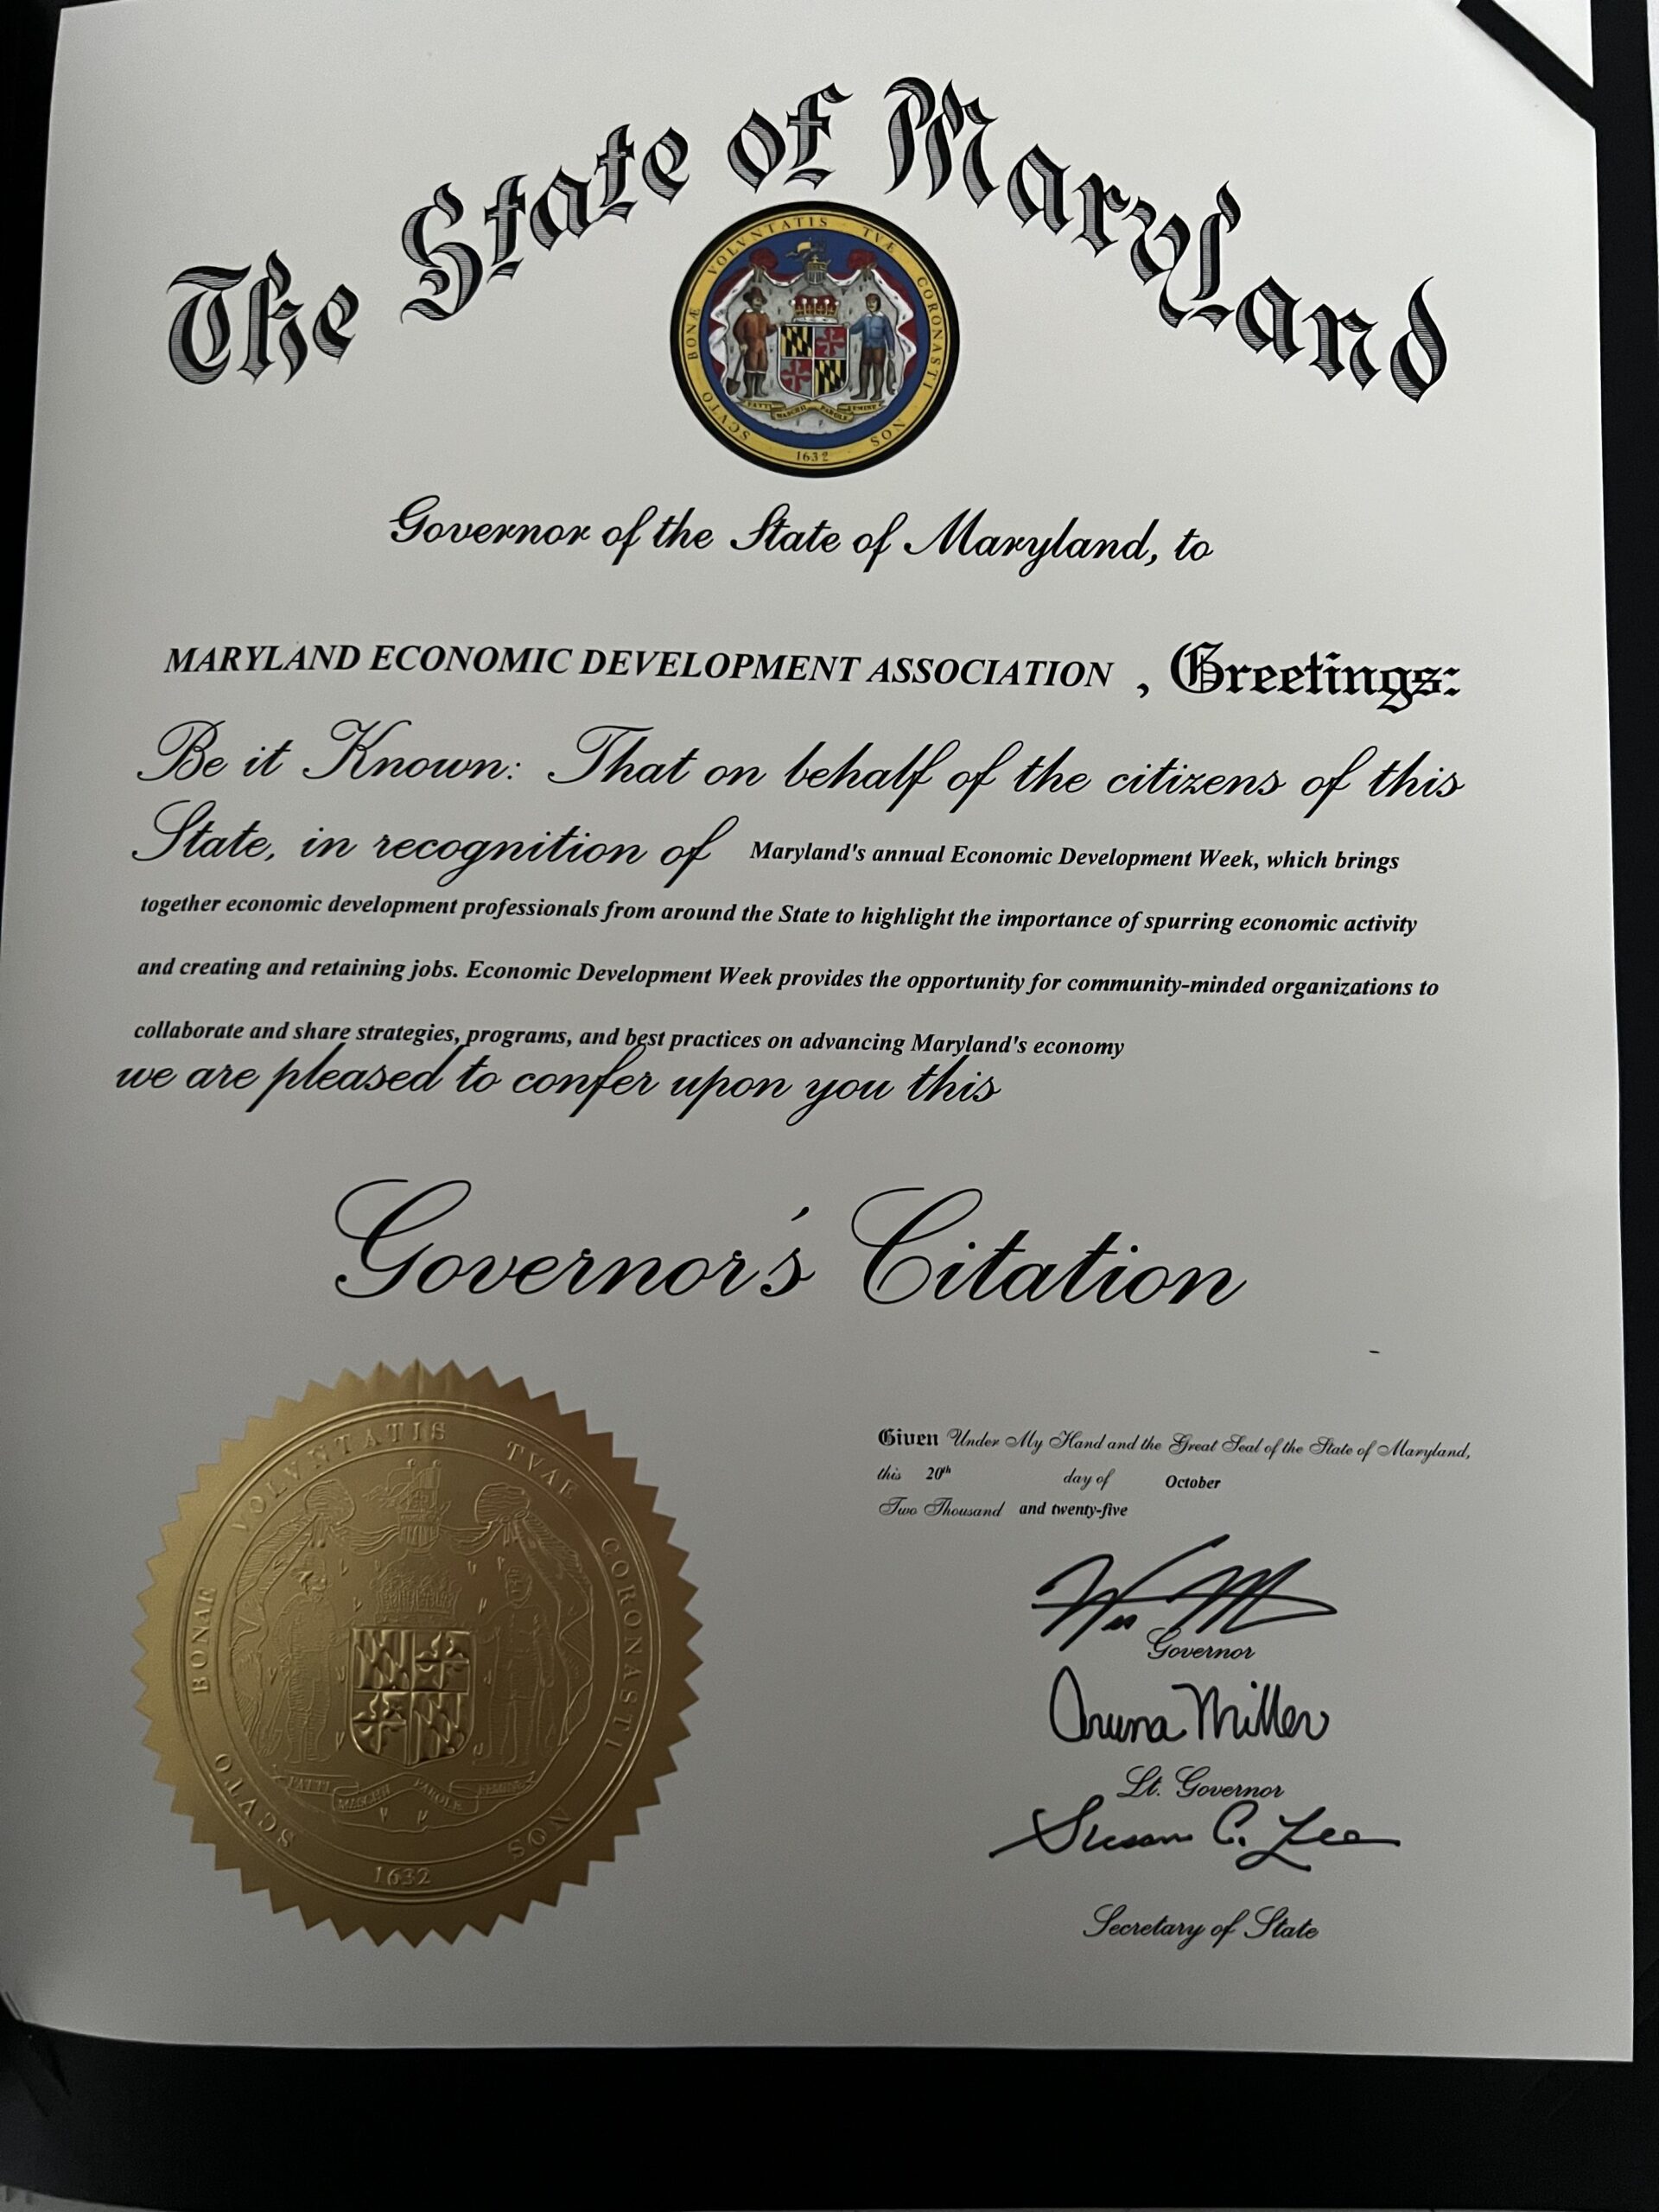 The State of Maryland
SCVTO BONÆ VOLVNTATIS TVÆ CORONASTI NOS
FATTI MASCHII PAROLE FEMINE
1632
Governor of the State of Maryland, to
MARYLAND ECONOMIC DEVELOPMENT ASSOCIATION , Greetings:
Be it Known: That on behalf of the citizens of this
State, in recognition of Maryland's annual Economic Development Week, which brings
together economic development professionals from around the State to highlight the importance of spurring economic activity
and creating and retaining jobs. Economic Development Week provides the opportunity for community-minded organizations to
collaborate and share strategies, programs, and best practices on advancing Maryland's economy
we are pleased to confer upon you this
Governor's Citation
Given Under My Hand and the Great Seal of the State of Maryland,
this 20th day of October
Two Thousand and twenty-five
Governor
Aruna Miller
Lt. Governor
Susan C. Lee
Secretary of State
SCVTO BONAE VOLVNTATIS TVAE CORONASTI NOS
FATTI MASCHII PAROLE FEMINE
1632